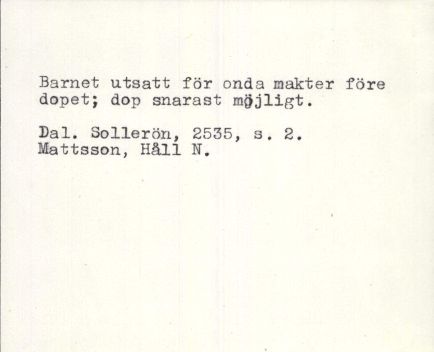 Barnet utsatt för onda makter före
dopet; dop snarast möjligt.
Dal. Sollerön, 2535, s. 2.
Mattsson, Håll N.